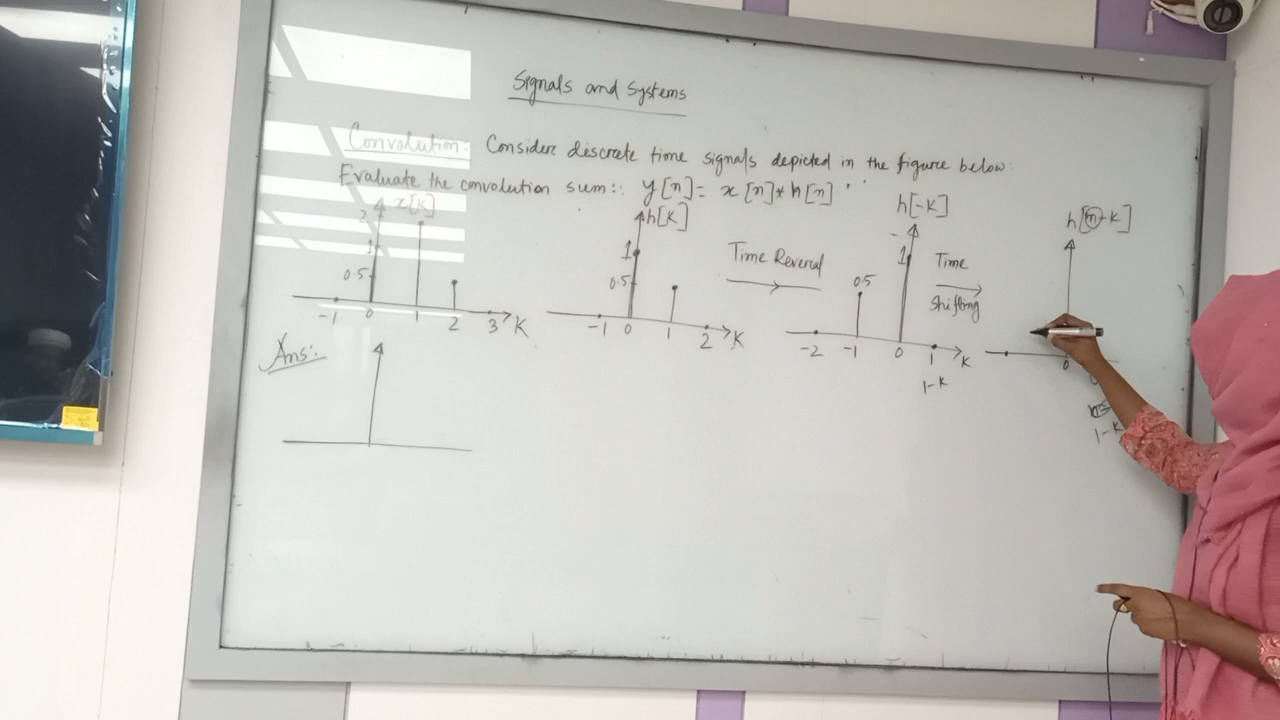 Signals and Systems
Convolution: Consider discrete time signals depicted in the figure below:
Evaluate the convolution sum:: y[n]= x[n]*h[n]
x[k]
2
1
0.5
-1 0 1 2 3 K
h[k]
1
0.5
-1 0 1 2 K
Time Reversal
h[-k]
1
0.5
-2 -1 0 1 K
1-K
Time
Shifting
h[n-k]
0
1-K
Ans: